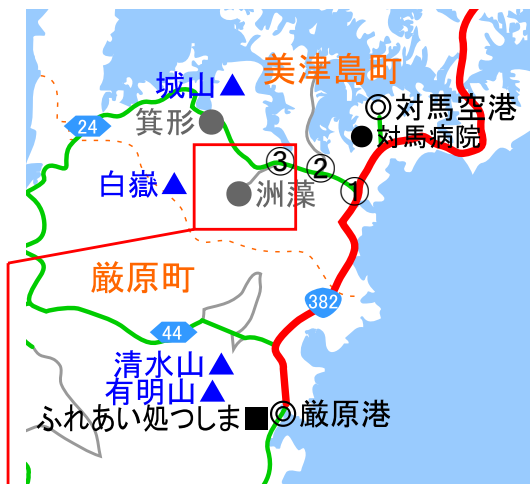 美津島町
城山
対馬空港
24
箕形
対馬病院
③
②
①
白嶽
洲藻
厳原町
382
44
清水山
有明山
ふれあい処つしま
厳原港